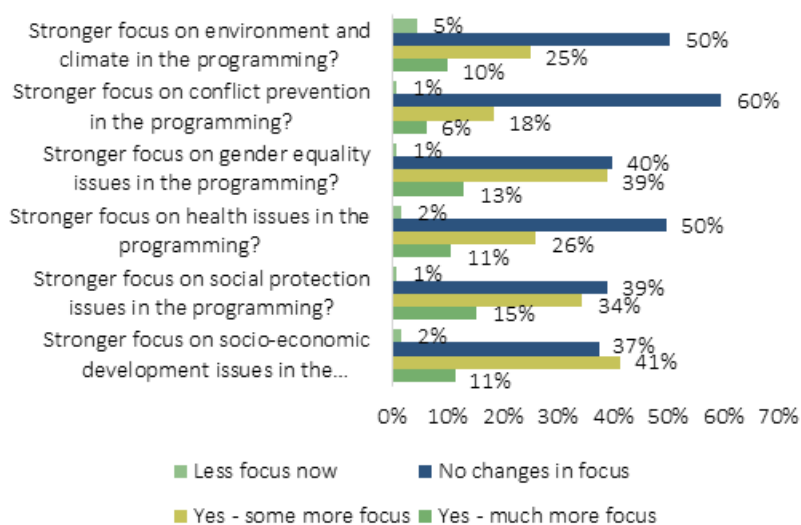 Stronger focus on environment and
climate in the programming?
5%
50%
25%
10%
Stronger focus on conflict prevention
in the programming?
1%
60%
18%
6%
Stronger focus on gender equality
issues in the programming?
1%
40%
39%
13%
Stronger focus on health issues in the
programming?
2%
50%
26%
11%
Stronger focus on social protection
issues in the programming?
1%
39%
34%
15%
Stronger focus on socio-economic
development issues in the...
2%
37%
41%
11%
0% 10% 20% 30% 40% 50% 60% 70%
Less focus now No changes in focus
Yes - some more focus Yes - much more focus